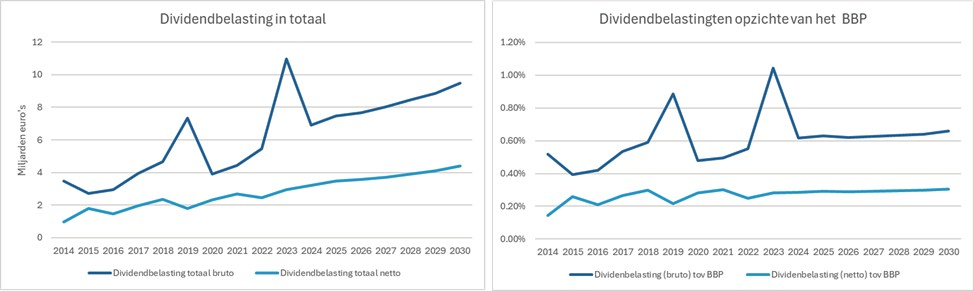 Dividendbelasting in totaal
12
10
8
6
4
2
0
Miljarden euro's
2014 2015 2016 2017 2018 2019 2020 2021 2022 2023 2024 2025 2026 2027 2028 2029 2030
Dividendbelasting totaal bruto Dividendbelasting totaal netto
Dividendbelastingten opzichte van het BBP
1.20%
1.00%
0.80%
0.60%
0.40%
0.20%
0.00%
2014 2015 2016 2017 2018 2019 2020 2021 2022 2023 2024 2025 2026 2027 2028 2029 2030
Dividenbelasting (bruto) tov BBP Dividenbelasting (netto) tov BBP